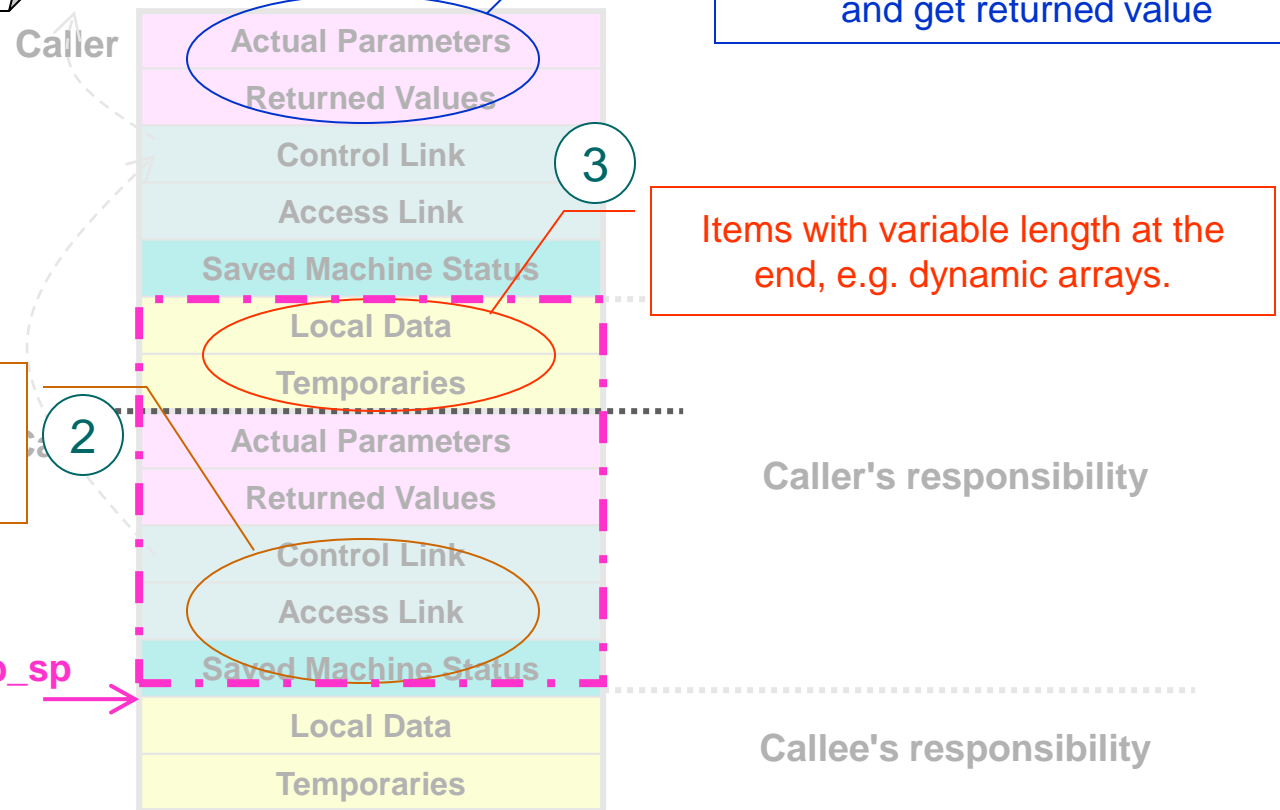 and get returned value
Caller
Actual Parameters
Returned Values
Control Link
3
Access Link
Items with variable length at the
end, e.g. dynamic arrays.
Saved Machine Status
Local Data
Temporaries
2
Actual Parameters
Caller's responsibility
Returned Values
Control Link
Access Link
Saved Machine Status
_sp
Local Data
Callee's responsibility
Temporaries